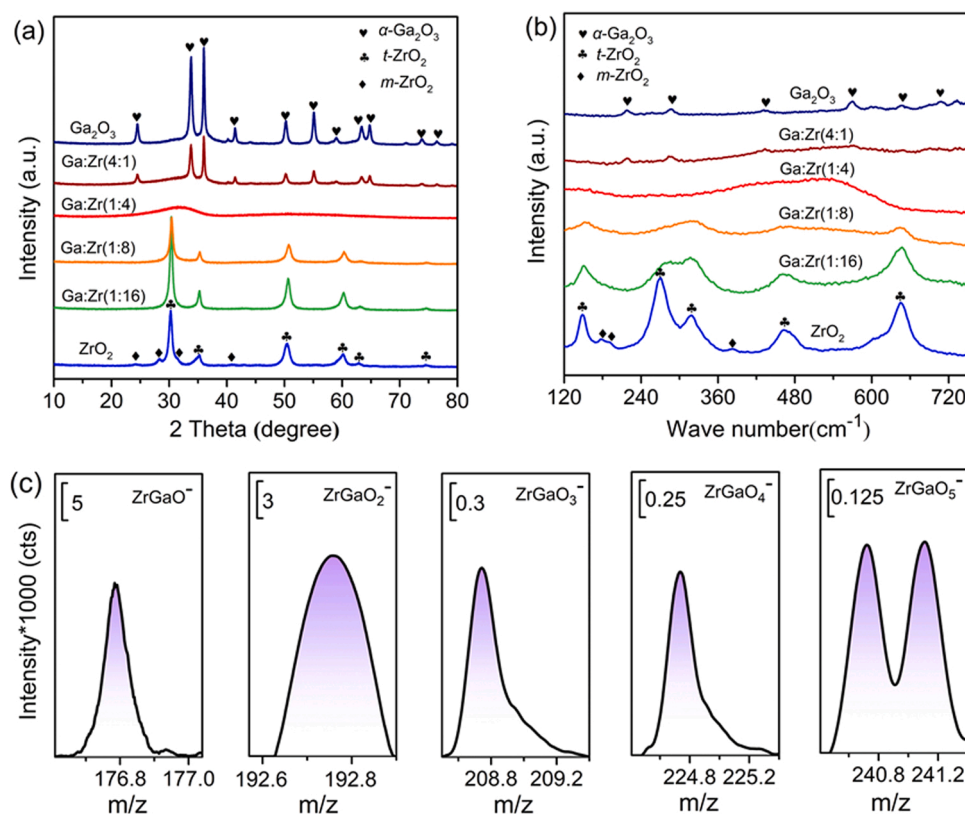 (a)
♥ α-Ga₂O₃
♣ t-ZrO₂
♦ m-ZrO₂
Ga₂O₃
Ga:Zr(4:1)
Ga:Zr(1:4)
Ga:Zr(1:8)
Ga:Zr(1:16)
ZrO₂
Intensity (a.u.)
10 20 30 40 50 60 70 80
2 Theta (degree)
(b)
♥ α-Ga₂O₃
♣ t-ZrO₂
♦ m-ZrO₂
Ga₂O₃
Ga:Zr(4:1)
Ga:Zr(1:4)
Ga:Zr(1:8)
Ga:Zr(1:16)
ZrO₂
Intensity (a.u.)
120 240 360 480 600 720
Wave number(cm⁻¹)
(c)
Intensity*1000 (cts)
5 ZrGaO⁻
176.8 177.0
m/z
3 ZrGaO₂⁻
192.6 192.8
m/z
0.3 ZrGaO₃⁻
208.8 209.2
m/z
0.25 ZrGaO₄⁻
224.8 225.2
m/z
0.125 ZrGaO₅⁻
240.8 241.2
m/z